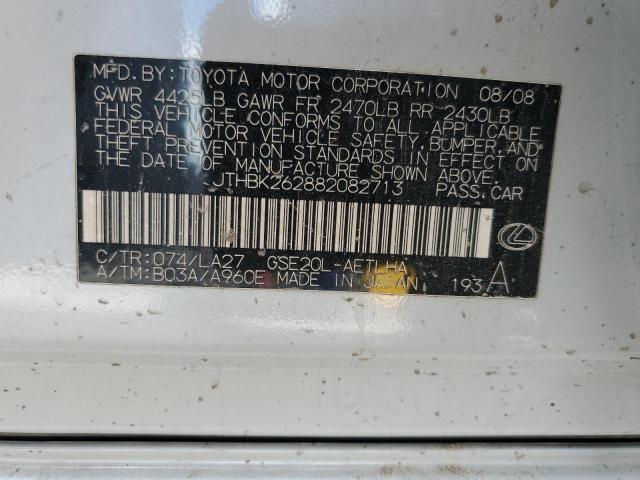 MFD. BY: TOYOTA MOTOR CORPORATION 08/08
GVWR 4425LB GAWR FR 2470LB RR-2430LB
THIS VEHICLE CONFORMS TO ALL APPLICABLE
FEDERAL MOTOR VEHICLE SAFETY, BUMPER, AND
THEFT PREVENTION STANDARDS IN EFFECT ON
THE DATE OF MANUFACTURE SHOWN ABOVE.
JTHBK262882082713 PASS.CAR
C/TR: 074/LA27 GSE20L-AETLHA
A/TM: B03A/A960E MADE IN JAPAN 193 A